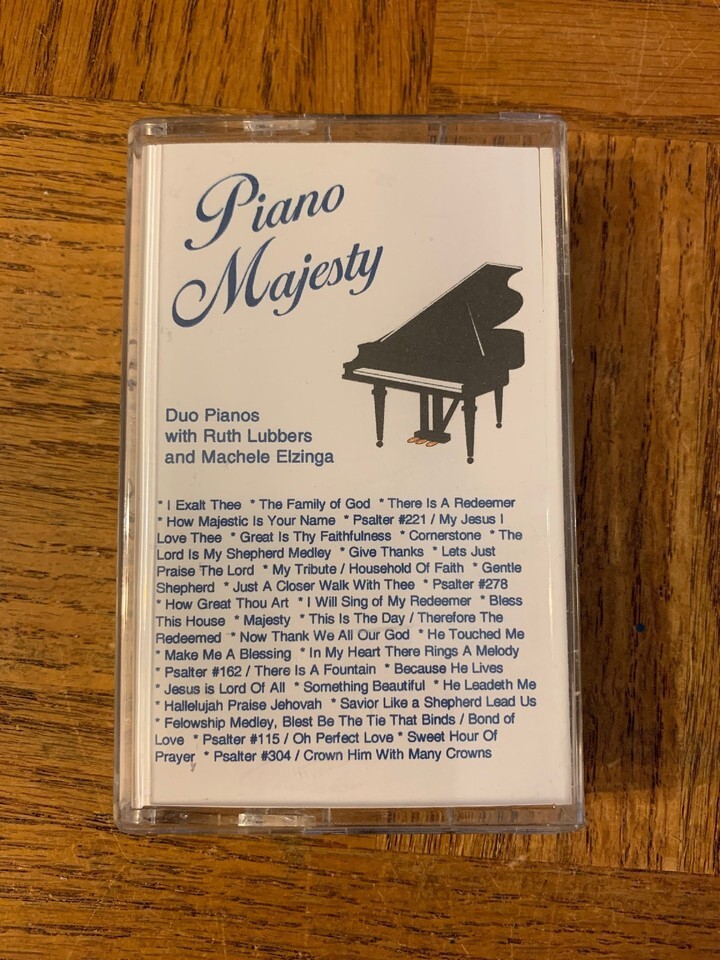 Piano
Majesty
Duo Pianos
with Ruth Lubbers
and Machele Elzinga
* I Exalt Thee * The Family of God * There Is A Redeemer
* How Majestic Is Your Name * Psalter #221 / My Jesus I
Love Thee * Great Is Thy Faithfulness * Cornerstone * The
Lord Is My Shepherd Medley * Give Thanks * Lets Just
Praise The Lord * My Tribute / Household Of Faith * Gentle
Shepherd * Just A Closer Walk With Thee * Psalter #278
* How Great Thou Art * I Will Sing of My Redeemer * Bless
This House * Majesty * This Is The Day / Therefore The
Redeemed * Now Thank We All Our God * He Touched Me
* Make Me A Blessing * In My Heart There Rings A Melody
* Psalter #162 / There Is A Fountain * Because He Lives
* Jesus is Lord Of All * Something Beautiful * He Leadeth Me
* Hallelujah Praise Jehovah * Savior Like a Shepherd Lead Us
* Felowship Medley, Blest Be The Tie That Binds / Bond of
Love * Psalter #115 / Oh Perfect Love * Sweet Hour Of
Prayer * Psalter #304 / Crown Him With Many Crowns